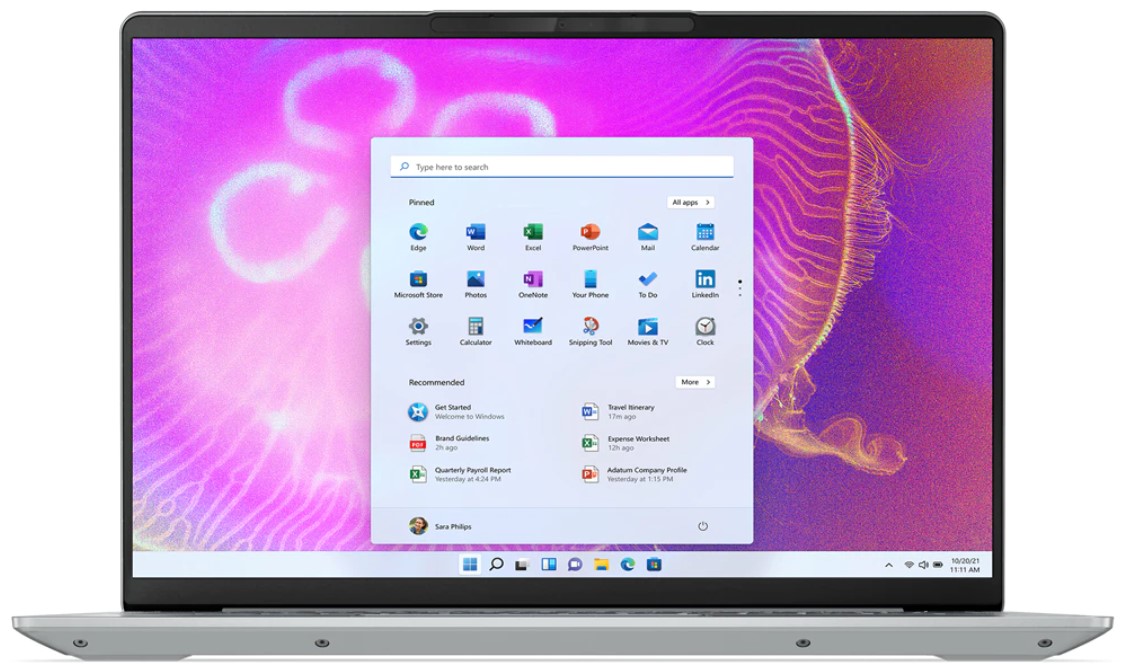 Type here to search
Pinned
All apps >
Edge
Word
Excel
PowerPoint
Mail
Calendar
Microsoft Store
Photos
OneNote
Your Phone
To Do
LinkedIn
Settings
Calculator
Whiteboard
Snipping Tool
Movies & TV
Clock
Recommended
More >
Get Started
Welcome to Windows
Travel Itinerary
17m ago
Brand Guidelines
2h ago
Expense Worksheet
12h ago
Quarterly Payroll Report
Yesterday at 4:24 PM
Adatum Company Profile
Yesterday at 1:15 PM
Sara Philips
10/20/21
11:11 AM